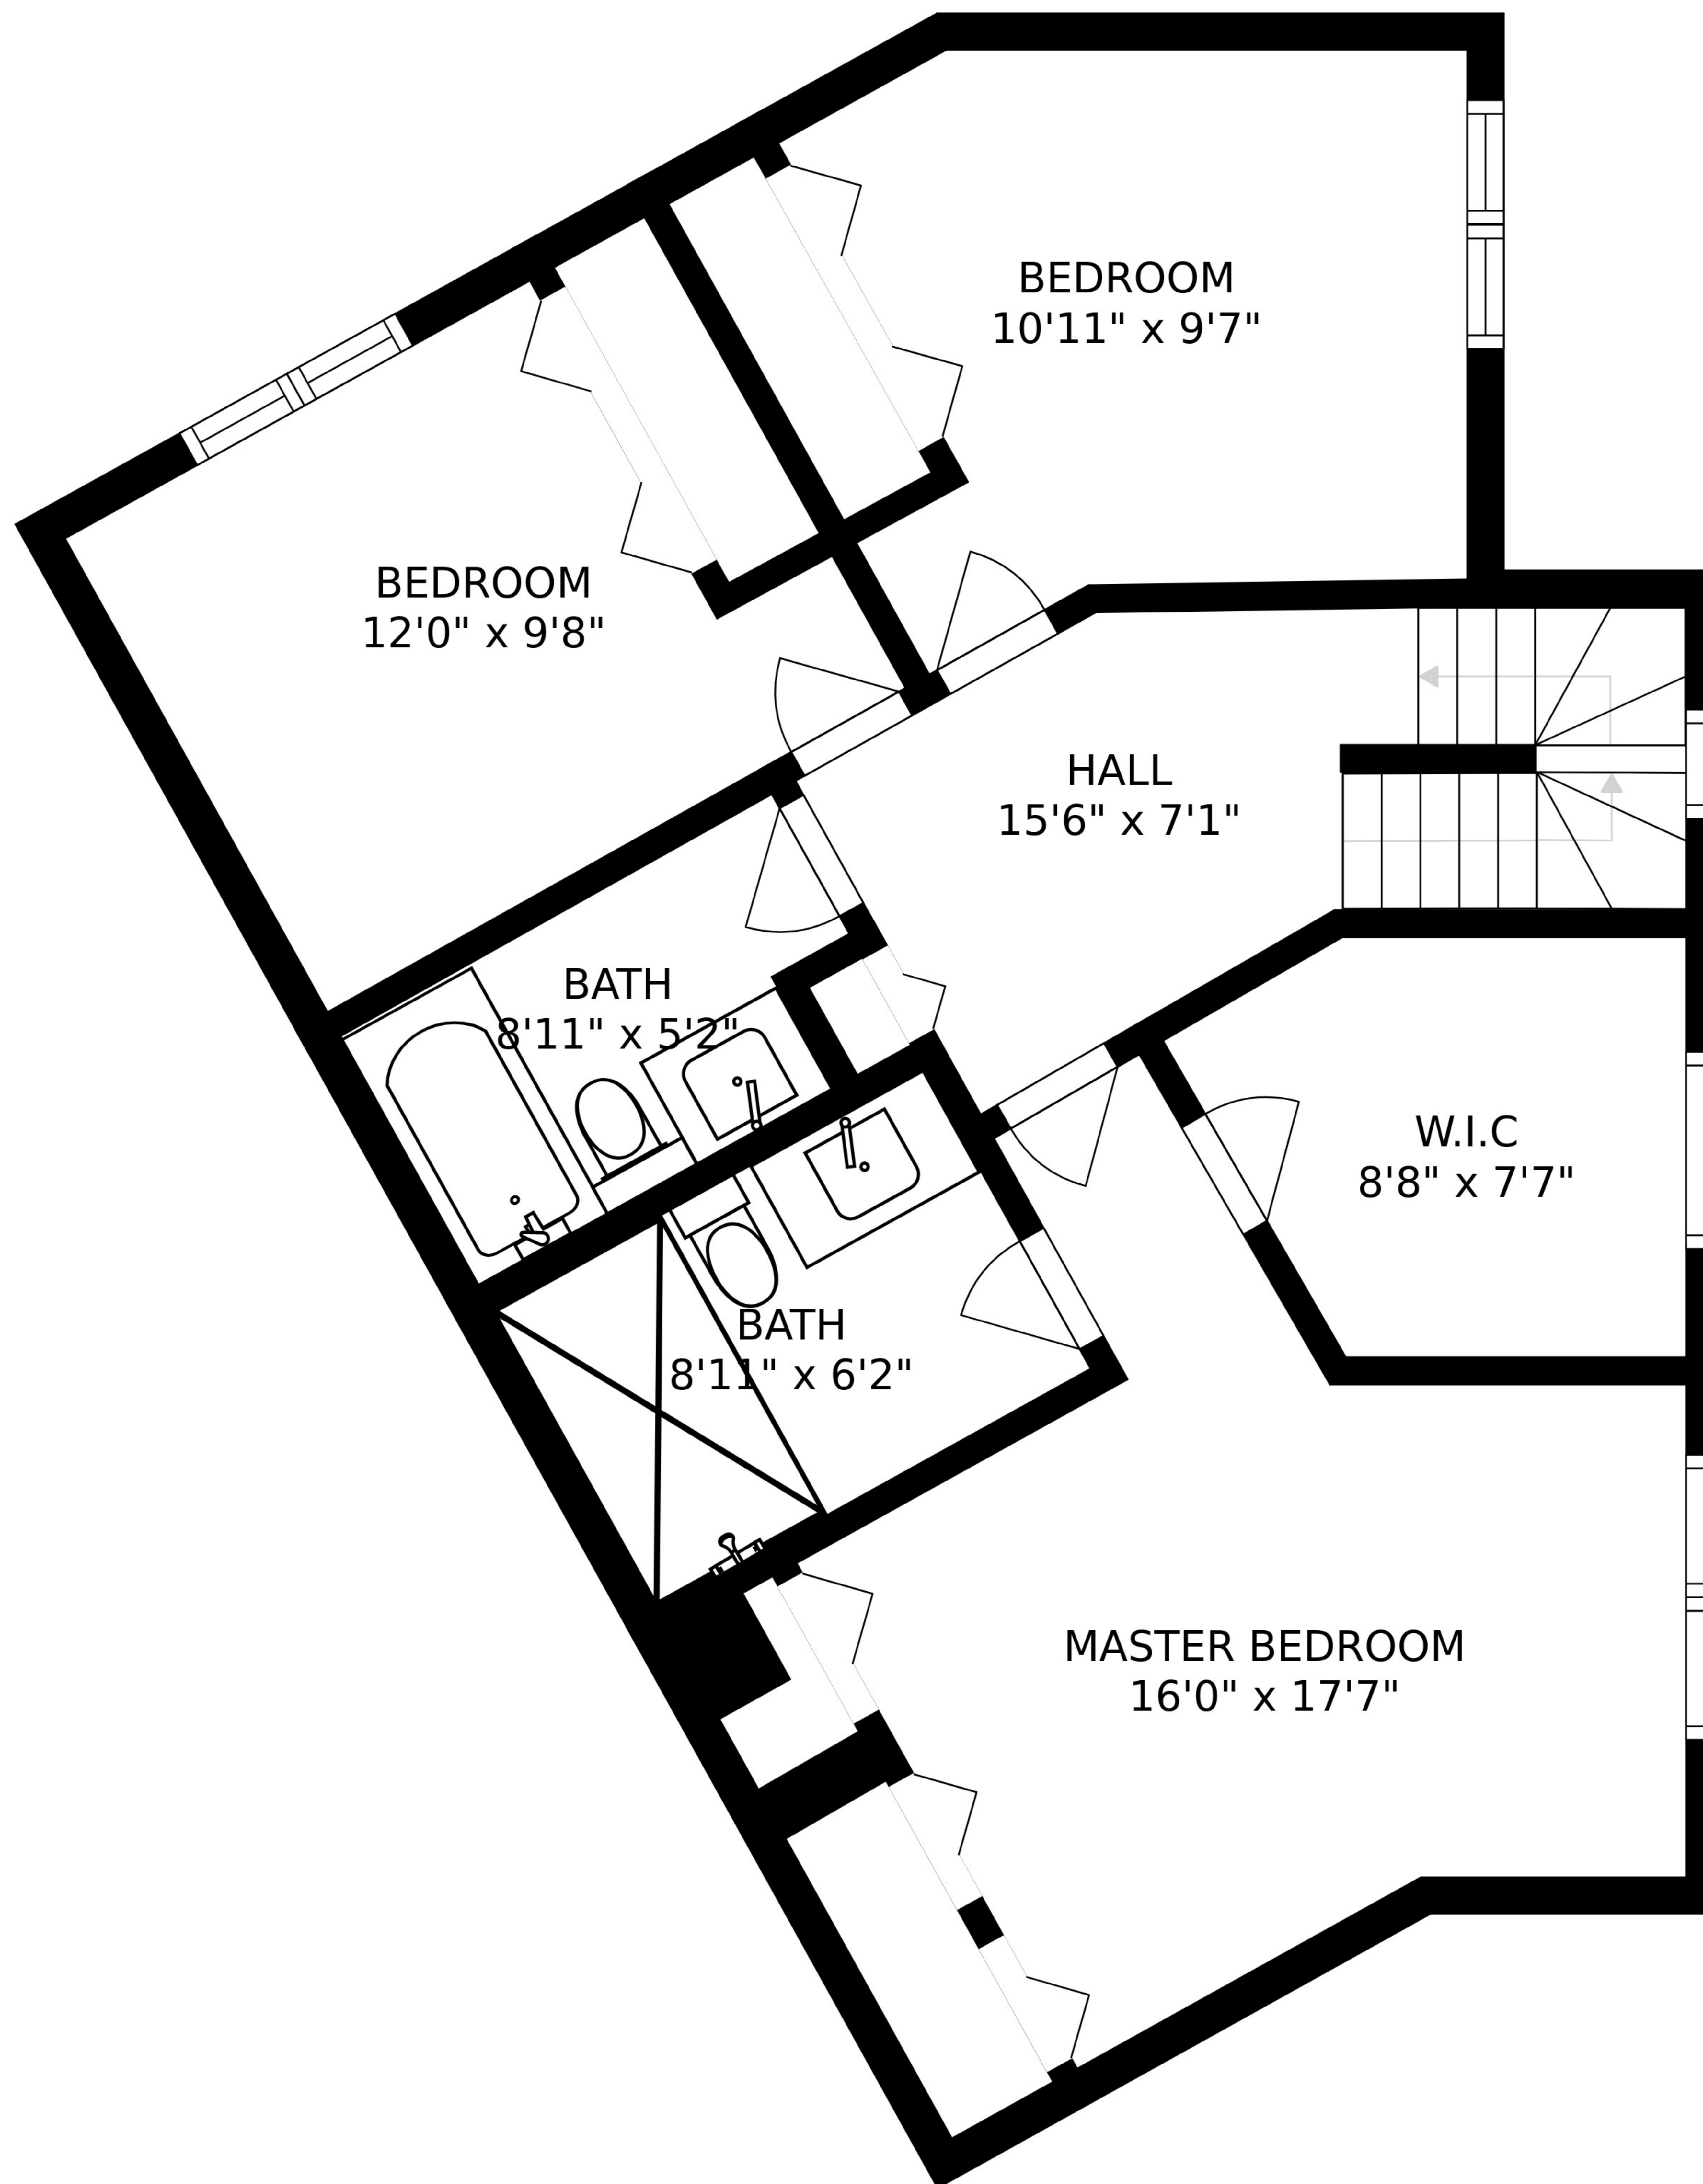 BEDROOM
10'11" x 9'7"
BEDROOM
12'0" x 9'8"
HALL
15'6" x 7'1"
BATH
8'11" x 5'2"
W.I.C
8'8" x 7'7"
BATH
8'11" x 6'2"
MASTER BEDROOM
16'0" x 17'7"